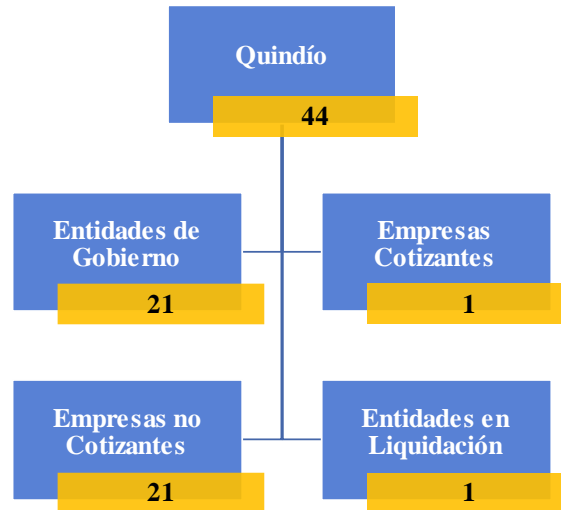 Quindío
44
Entidades de
Gobierno
21
Empresas
Cotizantes
1
Empresas no
Cotizantes
21
Entidades en
Liquidación
1